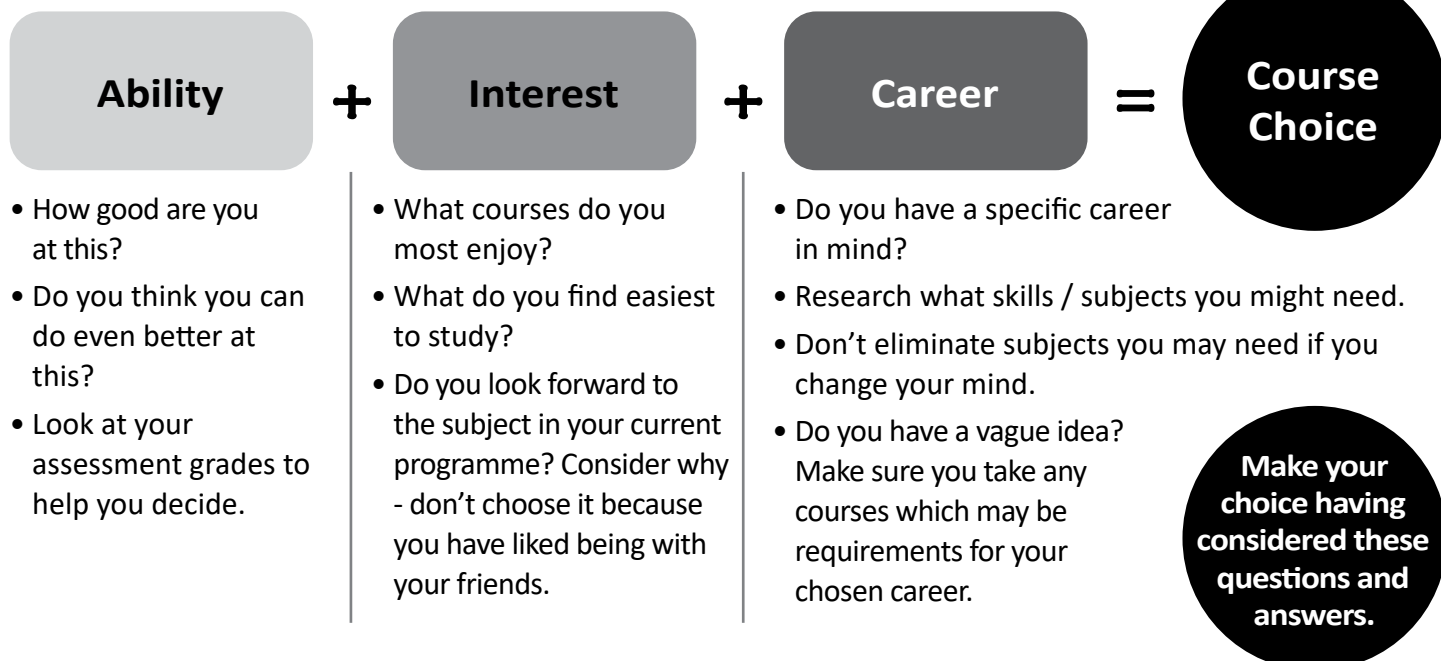 Ability
+
Interest
+
Career
=
Course
Choice
• How good are you
at this?
• Do you think you can
do even better at
this?
• Look at your
assessment grades to
help you decide.
• What courses do you
most enjoy?
• What do you find easiest
to study?
• Do you look forward to
the subject in your current
programme? Consider why
- don’t choose it because
you have liked being with
your friends.
• Do you have a specific career
in mind?
• Research what skills / subjects you might need.
• Don’t eliminate subjects you may need if you
change your mind.
• Do you have a vague idea?
Make sure you take any
courses which may be
requirements for your
chosen career.
Make your
choice having
considered these
questions and
answers.